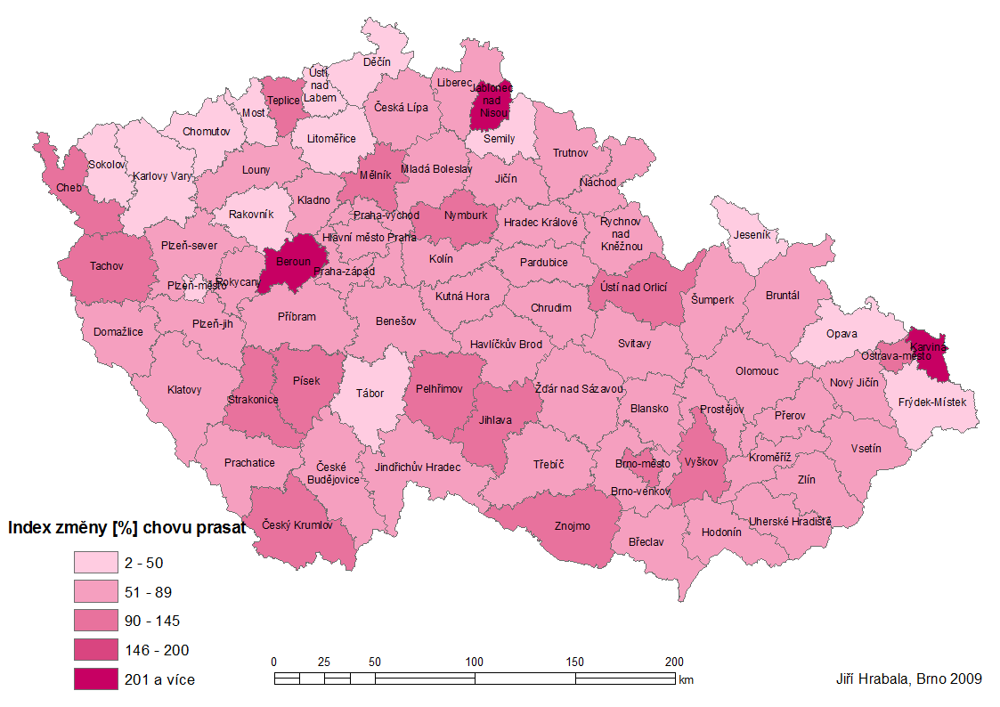 Děčín
Ústí
nad
Labem
Teplice
Most
Liberec
Jablonec
nad
Nisou
Česká Lípa
Chomutov
Litoměřice
Semily
Trutnov
Sokolov
Karlovy Vary
Louny
Mělník
Mladá Boleslav
Jičín
Náchod
Cheb
Rakovník
Kladno
Praha-východ
Nymburk
Hradec Králové
Rychnov
nad
Kněžnou
Jeseník
Plzeň-sever
Hlavní město Praha
Tachov
Beroun
Kolín
Pardubice
Praha-západ
Plzeň-město
Rokycany
Ústí nad Orlicí
Šumperk
Bruntál
Kutná Hora
Chrudim
Příbram
Benešov
Plzeň-jih
Domažlice
Havlíčkův Brod
Svitavy
Opava
Karviná
Ostrava-město
Olomouc
Nový Jičín
Frýdek-Místek
Klatovy
Strakonice
Písek
Tábor
Pelhřimov
Žďár nad Sázavou
Jihlava
Blansko
Prostějov
Přerov
Vsetín
Prachatice
České
Budějovice
Jindřichův Hradec
Třebíč
Brno-město
Vyškov
Kroměříž
Zlín
Brno-venkov
Český Krumlov
Znojmo
Břeclav
Hodonín
Uherské Hradiště
Index změny [%] chovu prasat
2 - 50
51 - 89
90 - 145
146 - 200
201 a více
0 25 50 100 150 200
km
Jiří Hrabala, Brno 2009